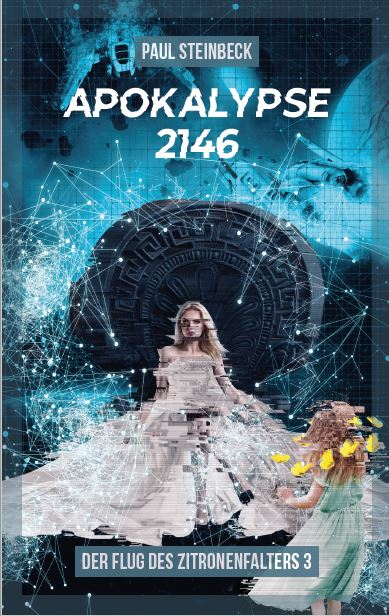 PAUL STEINBECK
APOKALYPSE
2146
DER FLUG DES ZITRONENFALTERS 3